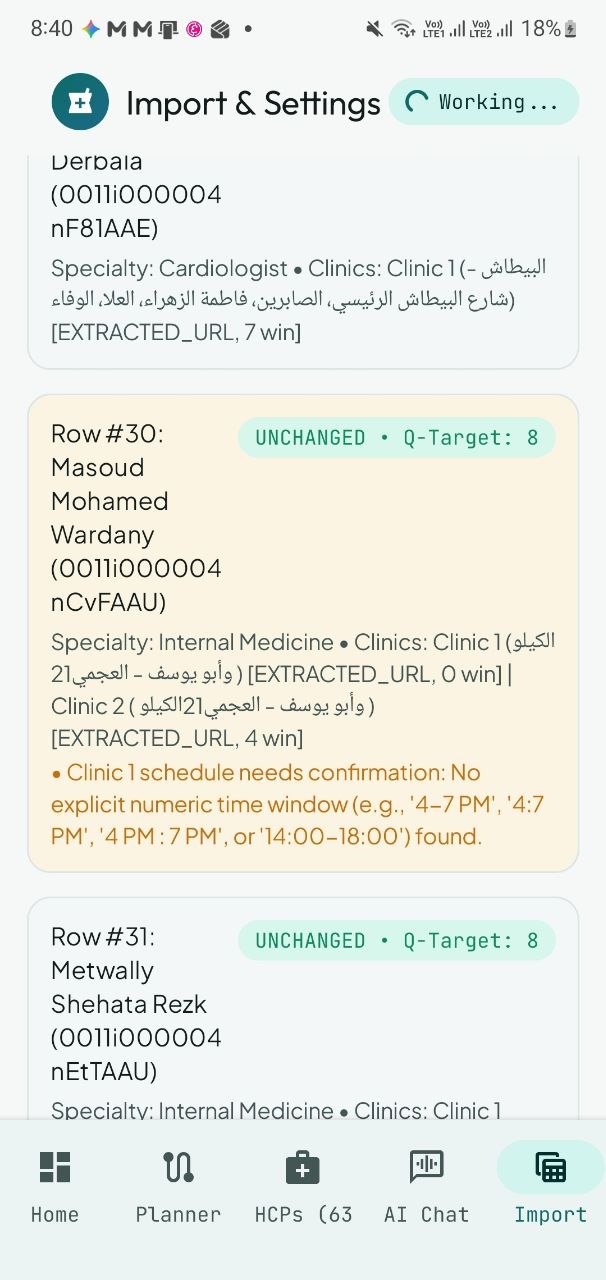 8:40
Vo)) LTE1 Vo)) LTE2 18%
Import & Settings
Working...
Derbala
(0011i000004
nF81AAE)
Specialty: Cardiologist • Clinics: Clinic 1 (البيطاش -
شارع البيطاش الرئيسي، الصابرين، فاطمة الزهراء، العلا، الوفاء)
[EXTRACTED_URL, 7 win]
Row #30:
Masoud
Mohamed
Wardany
(0011i000004
nCvFAAU)
UNCHANGED • Q-Target: 8
Specialty: Internal Medicine • Clinics: Clinic 1 (الكيلو
21وأبو يوسف - العجمي ) [EXTRACTED_URL, 0 win] |
Clinic 2 ( الكيلو21وأبو يوسف - العجمي )
[EXTRACTED_URL, 4 win]
• Clinic 1 schedule needs confirmation: No
explicit numeric time window (e.g., '4–7 PM', '4:7
PM', '4 PM : 7 PM', or '14:00–18:00') found.
Row #31:
Metwally
Shehata Rezk
(0011i000004
nEtTAAU)
UNCHANGED • Q-Target: 8
Specialty: Internal Medicine • Clinics: Clinic 1
Home
Planner
HCPs (63
AI Chat
Import